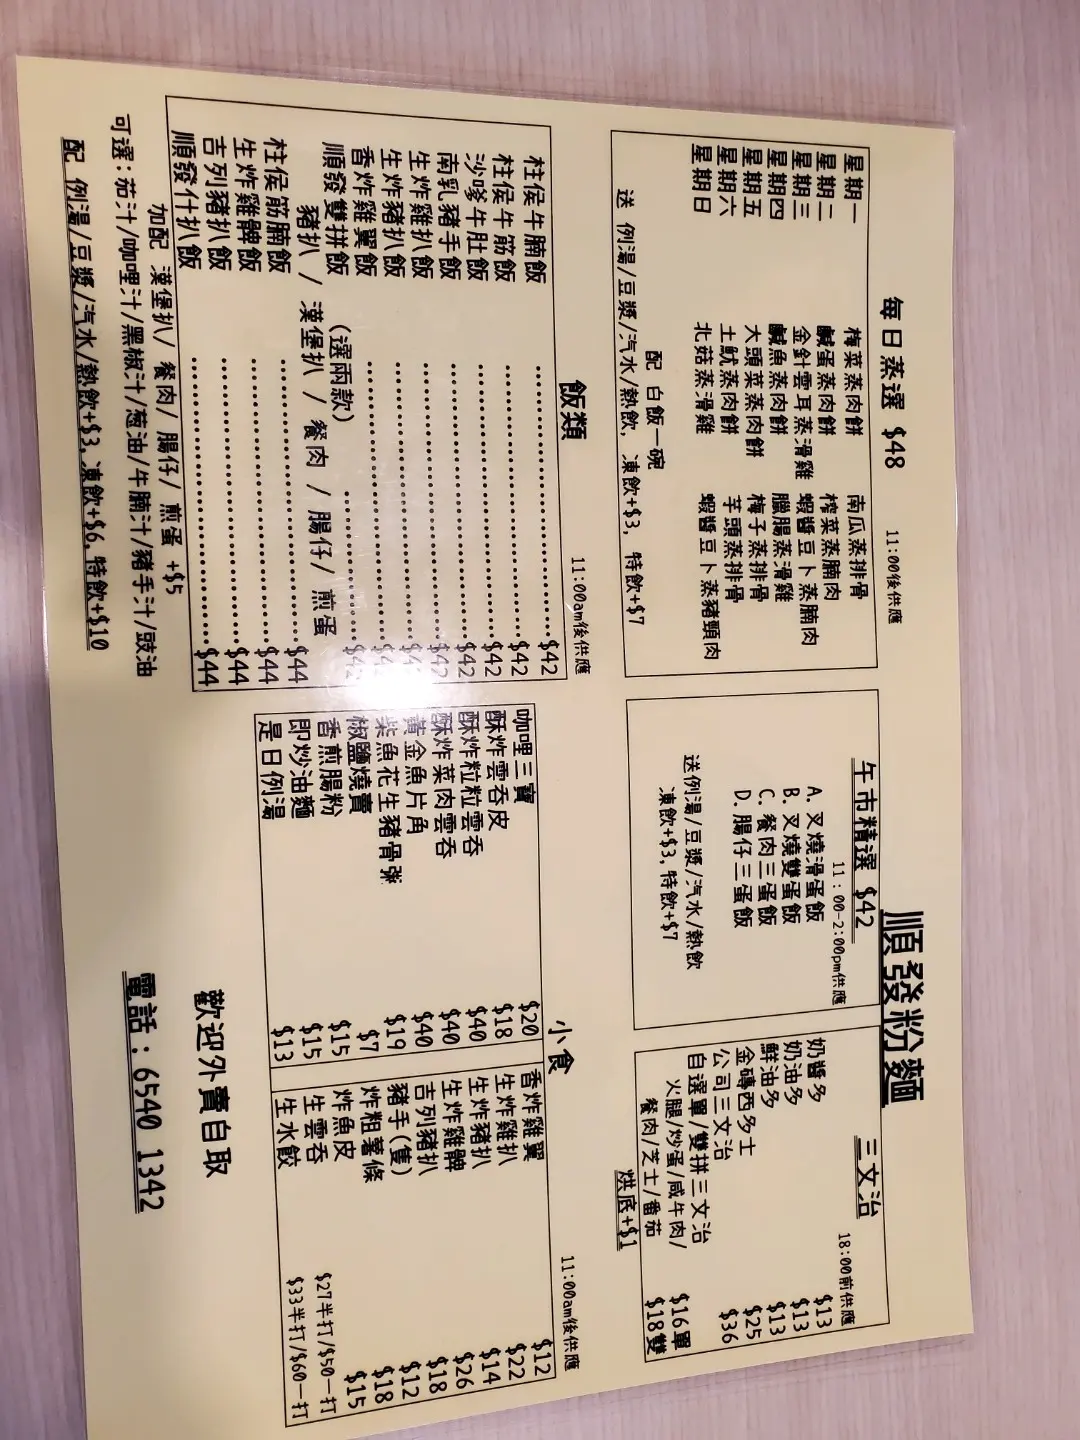 順發粉麵
每日蒸選 $48
11:00後供應
星期一 梅菜蒸肉餅 南瓜蒸排骨
星期二 鹹蛋蒸肉餅 榨菜蒸腩肉
星期三 金針雲耳蒸滑雞 蝦醬豆卜蒸腩肉
星期四 鹹魚蒸肉餅 臘腸蒸滑雞
星期五 大頭菜蒸肉餅 梅子蒸排骨
星期六 土魷蒸肉餅 芋頭蒸排骨
星期日 北菇蒸滑雞 蝦醬豆卜蒸豬頸肉
配 白飯一碗
送 例湯/豆漿/汽水/熱飲, 凍飲+$3, 特飲+$7
午市精選 $42
11:00-2:00pm供應
A. 叉燒滑蛋飯
B. 叉燒雙蛋飯
C. 餐肉三蛋飯
D. 腸仔三蛋飯
送例湯/豆漿/汽水/熱飲
凍飲+$3,特飲+$7
三文治
18:00前供應
奶醬多 $13
奶油多 $13
鮮油多 $13
金磚西多士 $25
公司三文治 $36
自選單/雙拼三文治
火腿/炒蛋/咸牛肉/ $16單
餐肉/芝士/番茄 $18雙
烘底+$1
飯類
11:00am後供應
柱侯牛腩飯 $42
柱侯牛筋飯 $42
沙嗲牛肚飯 $42
南乳豬手飯 $42
生炸雞扒飯 $42
生炸豬扒飯
香炸雞翼飯
順發雙拼飯 (選兩款)
豬扒 / 漢堡扒 / 餐肉 / 腸仔/ 煎蛋
柱侯筋腩飯 $44
生炸雞髀飯 $44
吉列豬扒飯 $44
順發什扒飯 $44
加配 漢堡扒/ 餐肉/ 腸仔/ 煎蛋 +$5
可選:茄汁/咖哩汁/黑椒汁/葱油/牛腩汁/豬手汁/豉油
配 例湯/豆漿/汽水/熱飲+$3,凍飲+$6,特飲+$10
小食
11:00am後供應
咖哩三寶 $20
酥炸雲吞皮 $18
酥炸粒粒雲吞 $40
酥炸菜肉雲吞 $40
黃金魚片角 $40
柴魚花生豬骨粥 $19
椒鹽燒賣 $7
香煎腸粉 $15
即炒油麵 $15
是日例湯 $13
香炸雞翼 $12
生炸雞扒 $22
生炸豬扒 $14
生炸雞髀 $26
吉列豬扒 $18
豬手(隻) $12
炸粗薯條 $18
炸魚皮 $15
生雲吞 $27半打/$50一打
生水餃 $33半打/$60一打
歡迎外賣自取
電話:6540 1342